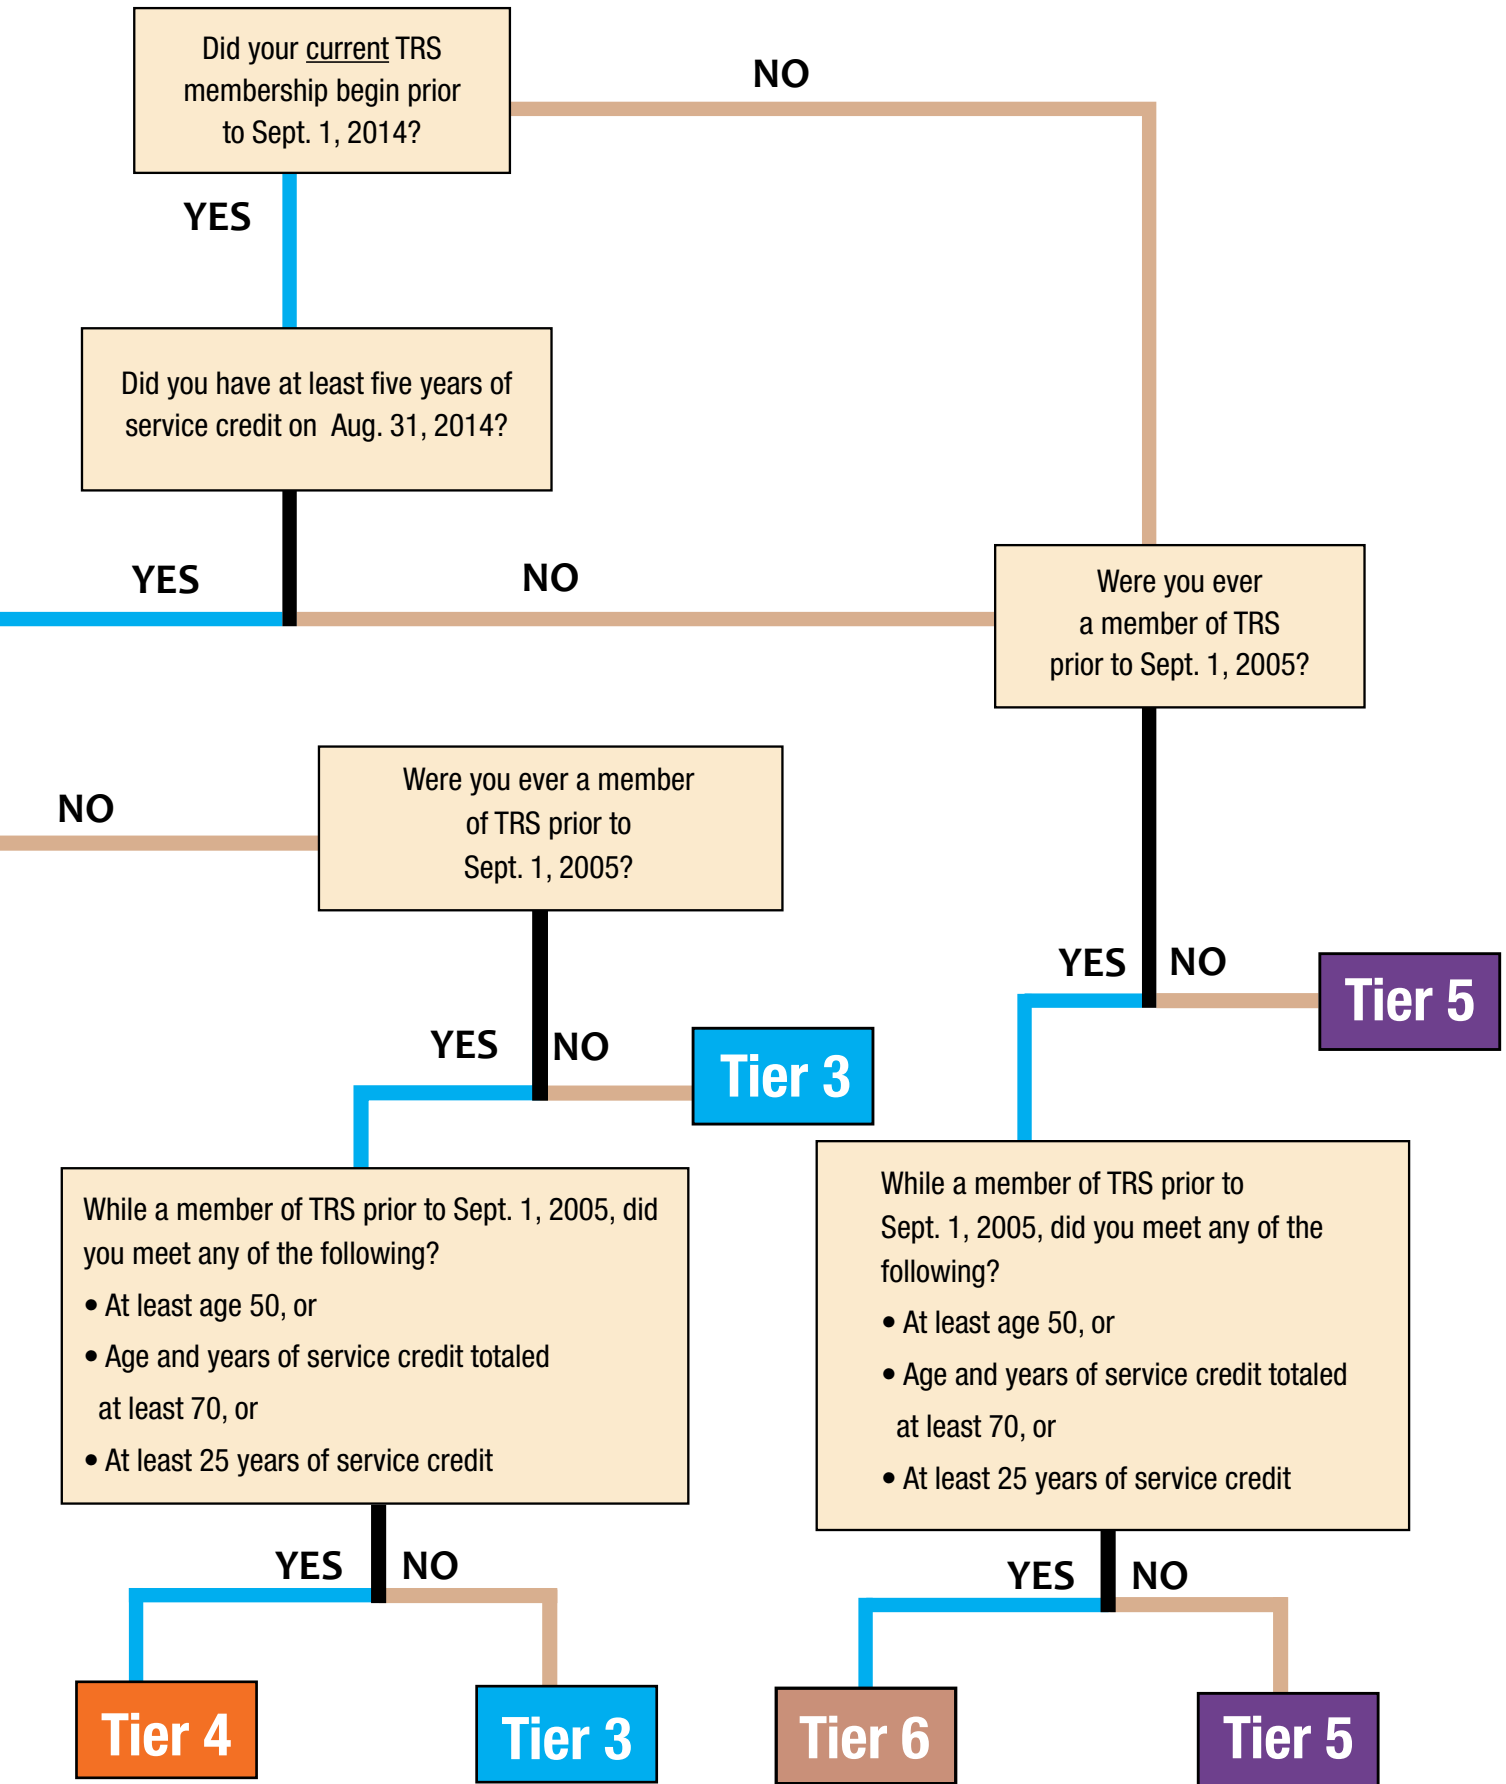 Did your current TRS
membership begin prior
to Sept. 1, 2014?
NO
YES
Did you have at least five years of
service credit on Aug. 31, 2014?
YES
NO
Were you ever
a member of TRS
prior to Sept. 1, 2005?
NO
Were you ever a member
of TRS prior to
Sept. 1, 2005?
YES
NO
Tier 5
YES
NO
Tier 3
While a member of TRS prior to Sept. 1, 2005, did
you meet any of the following?
• At least age 50, or
• Age and years of service credit totaled
at least 70, or
• At least 25 years of service credit
While a member of TRS prior to
Sept. 1, 2005, did you meet any of the
following?
• At least age 50, or
• Age and years of service credit totaled
at least 70, or
• At least 25 years of service credit
YES
NO
YES
NO
Tier 4
Tier 3
Tier 6
Tier 5